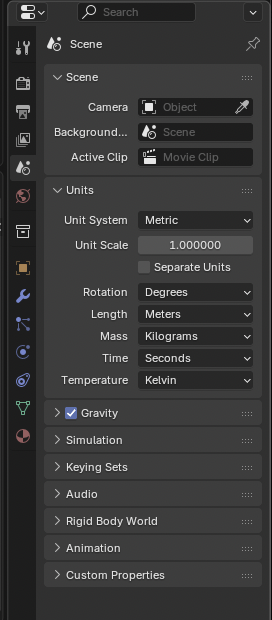 Search
Scene
Scene
Camera Object
Background... Scene
Active Clip Movie Clip
Units
Unit System Metric
Unit Scale 1.000000
Separate Units
Rotation Degrees
Length Meters
Mass Kilograms
Time Seconds
Temperature Kelvin
Gravity
Simulation
Keying Sets
Audio
Rigid Body World
Animation
Custom Properties